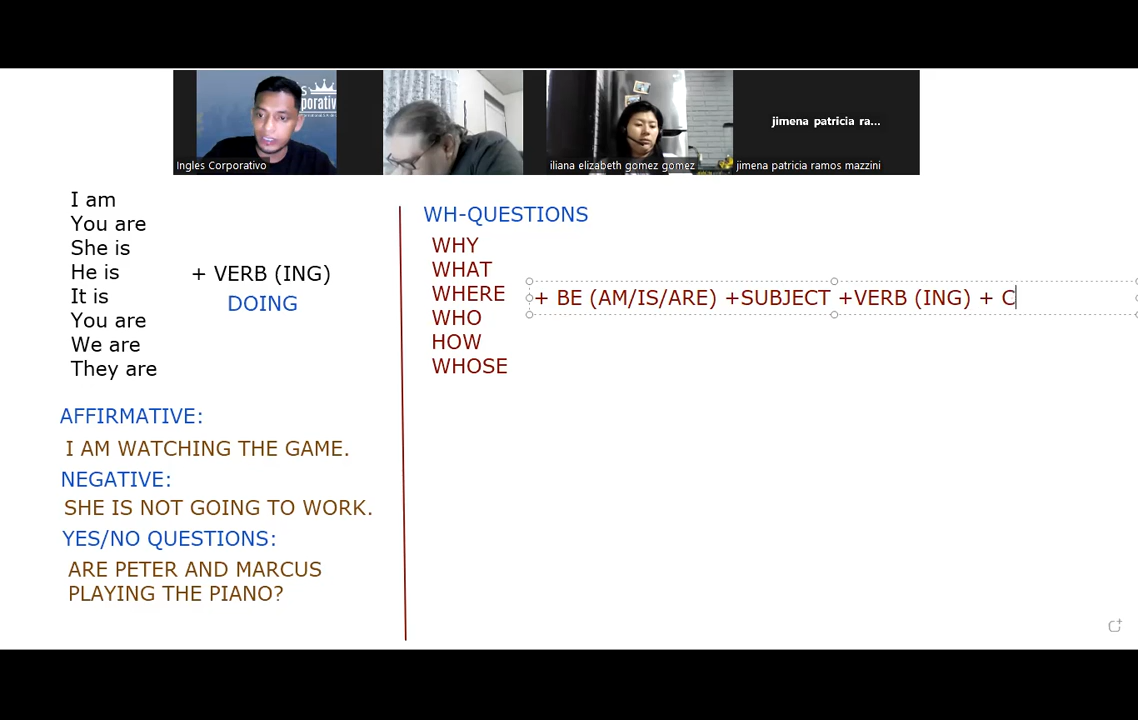 s
porativ
Ingles Corporativo
iliana elizabeth gomez gomez
jimena patricia ra...
jimena patricia ramos mazzini
I am
You are
She is
He is
It is
You are
We are
They are
+ VERB (ING)
DOING
AFFIRMATIVE:
I AM WATCHING THE GAME.
NEGATIVE:
SHE IS NOT GOING TO WORK.
YES/NO QUESTIONS:
ARE PETER AND MARCUS
PLAYING THE PIANO?
WH-QUESTIONS
WHY
WHAT
WHERE
WHO
HOW
WHOSE
+ BE (AM/IS/ARE) +SUBJECT +VERB (ING) + C